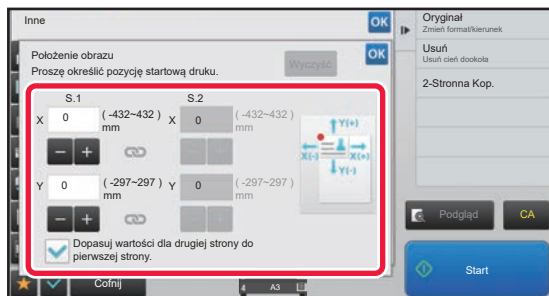 Inne
OK
Położenie obrazu
Proszę określić pozycję startową druku.
Wyczyść
OK
S.1
S.2
X 0 (-432~432) mm
X 0 (-432~432) mm
− +
− +
Y 0 (-297~297) mm
Y 0 (-297~297) mm
− +
− +
Y(+)
X(-) X(+)
Y(-)
Dopasuj wartości dla drugiej strony do
pierwszej strony.
Cofnij
4 A3
Oryginał
Zmień format/kierunek
Usuń
Usuń cień dookoła
2-Stronna Kop.
Podgląd
CA
Start